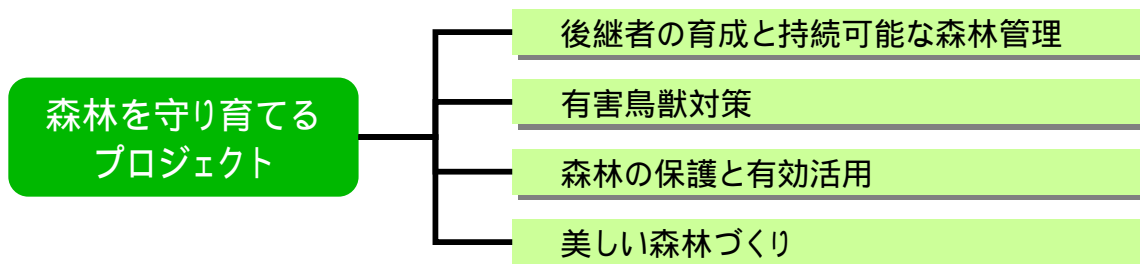 森林を守り育てる
プロジェクト
後継者の育成と持続可能な森林管理
有害鳥獣対策
森林の保護と有効活用
美しい森林づくり